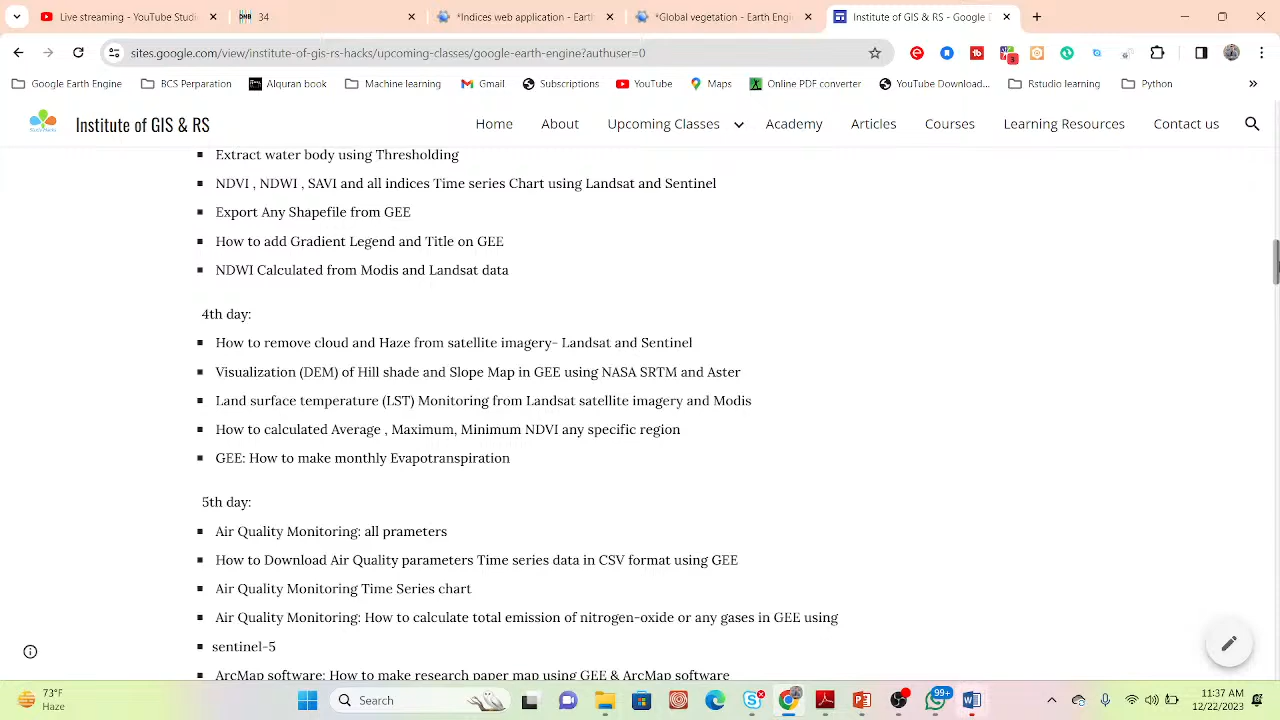 Live streaming - YouTube Studio
34
*Indices web application - Earth
*Global vegetation - Earth Engi
Institute of GIS & RS - Google
sites.google.com/view/institute-of-gis-rs-hacks/upcoming-classes/google-earth-engine?authuser=0
3
Google Earth Engine
BCS Preparation
Alquran book
Machine learning
Gmail
Subscriptions
YouTube
Maps
Online PDF converter
YouTube Download...
Rstudio learning
Python
Institute of GIS & RS
Home
About
Upcoming Classes
Academy
Articles
Courses
Learning Resources
Contact us
Extract water body using Thresholding
NDVI , NDWI , SAVI and all indices Time series Chart using Landsat and Sentinel
Export Any Shapefile from GEE
How to add Gradient Legend and Title on GEE
NDWI Calculated from Modis and Landsat data
4th day:
How to remove cloud and Haze from satellite imagery- Landsat and Sentinel
Visualization (DEM) of Hill shade and Slope Map in GEE using NASA SRTM and Aster
Land surface temperature (LST) Monitoring from Landsat satellite imagery and Modis
How to calculated Average , Maximum, Minimum NDVI any specific region
GEE: How to make monthly Evapotranspiration
5th day:
Air Quality Monitoring: all prameters
How to Download Air Quality parameters Time series data in CSV format using GEE
Air Quality Monitoring Time Series chart
Air Quality Monitoring: How to calculate total emission of nitrogen-oxide or any gases in GEE using
sentinel-5
ArcMap software: How to make research paper map using GEE & ArcMap software
73°F
Haze
Search
99+
11:37 AM
12/22/2023